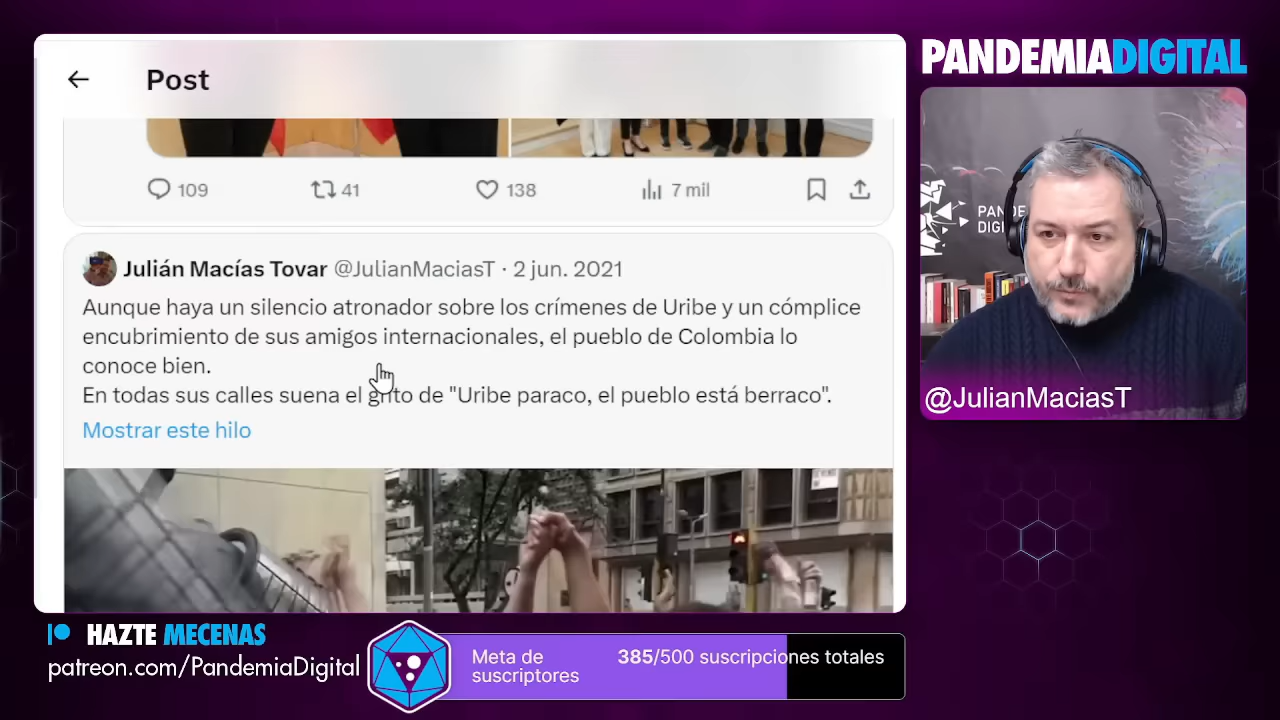 Post
109
41
138
7 mil
Julián Macías Tovar @JulianMaciasT · 2 jun. 2021
Aunque haya un silencio atronador sobre los crímenes de Uribe y un cómplice
encubrimiento de sus amigos internacionales, el pueblo de Colombia lo
conoce bien.
En todas sus calles suena el grito de "Uribe paraco, el pueblo está berraco".
Mostrar este hilo
PANDEMIADIGITAL
PANDE
DIGI
@JulianMaciasT
HAZTE MECENAS
patreon.com/PandemiaDigital
Meta de
suscriptores
385/500 suscripciones totales